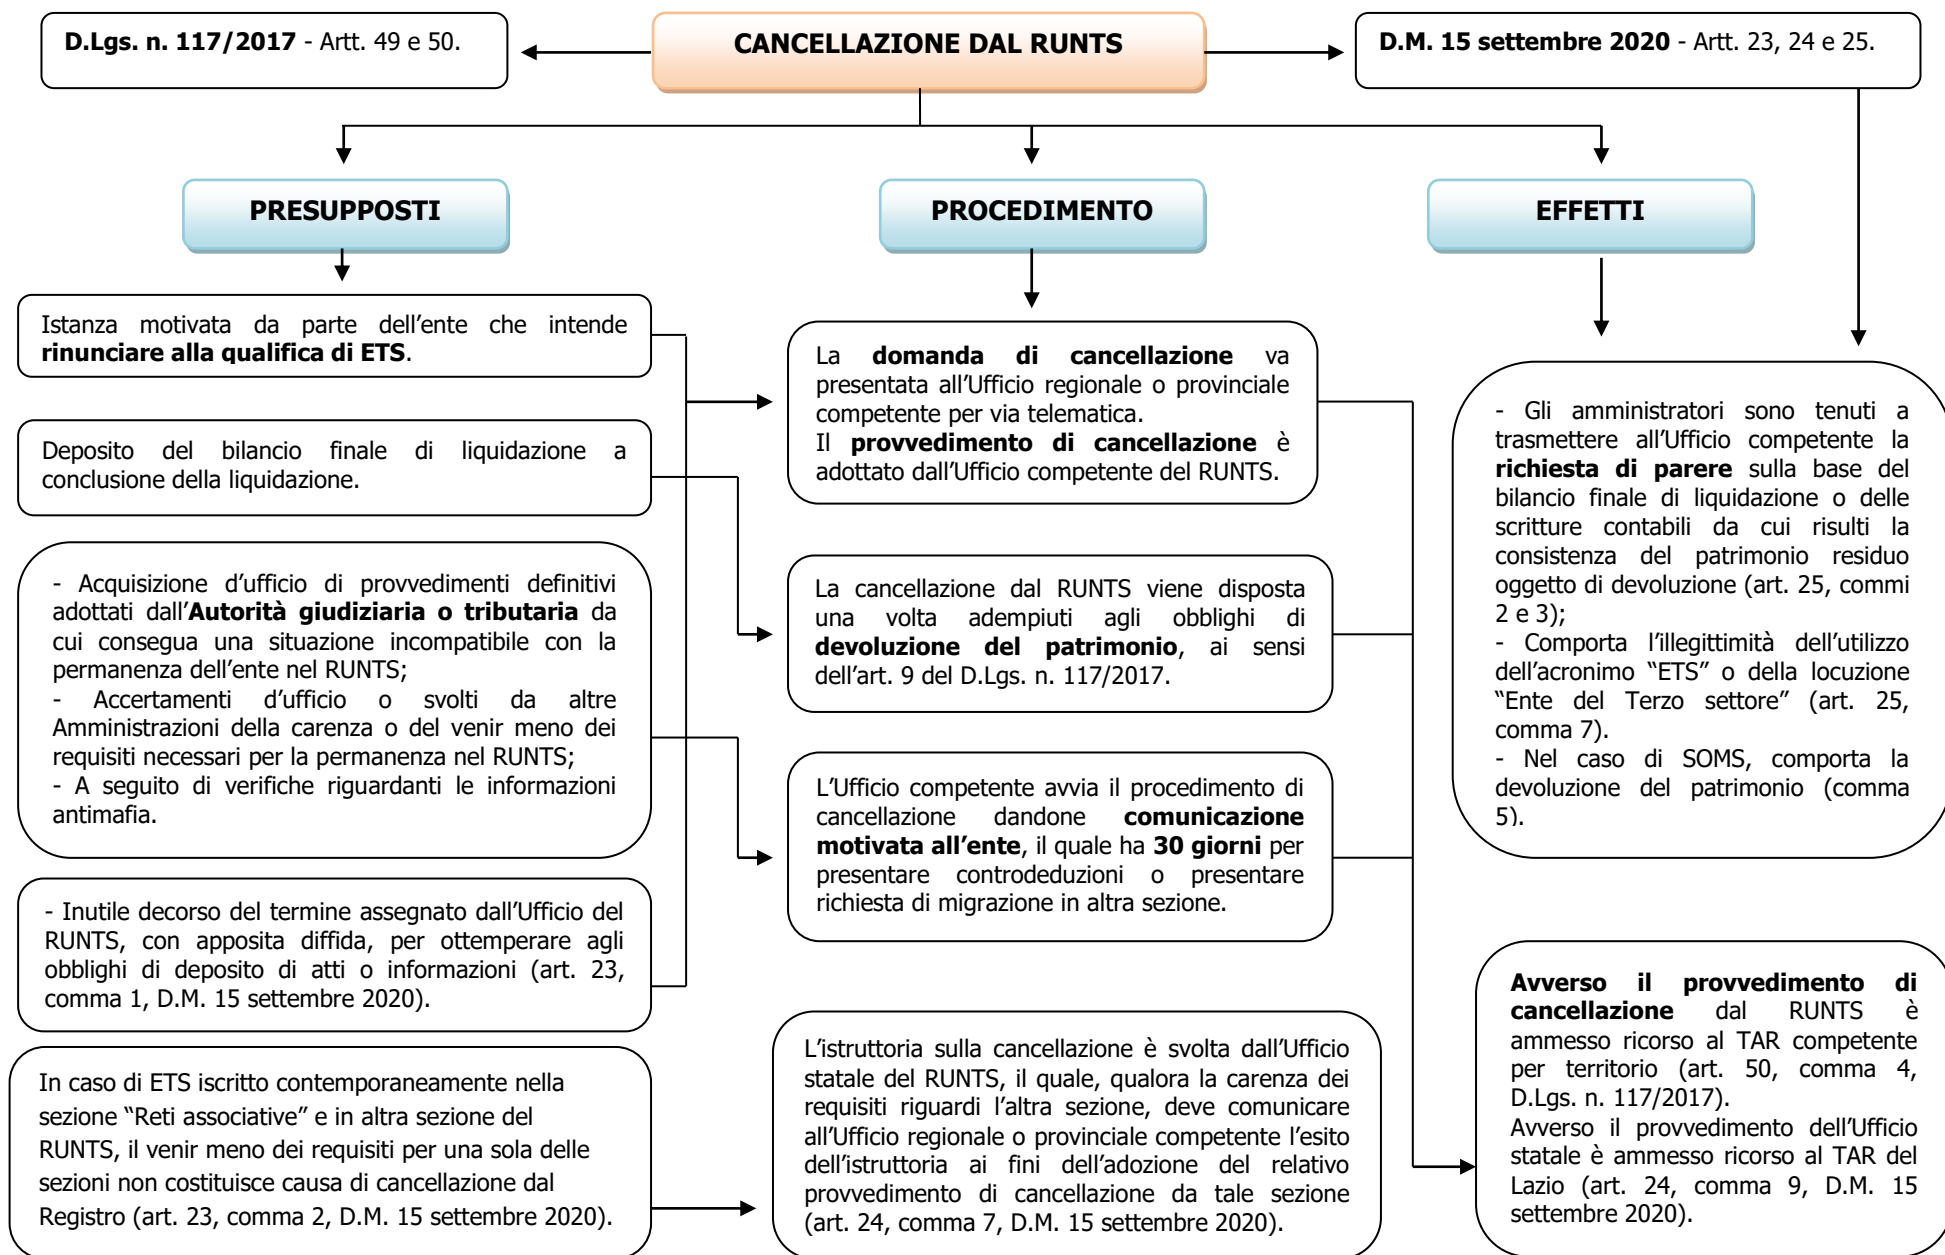 D.Lgs. n. 117/2017 - Artt. 49 e 50.
CANCELLAZIONE DAL RUNTS
D.M. 15 settembre 2020 - Artt. 23, 24 e 25.
PRESUPPOSTI
PROCEDIMENTO
EFFETTI
Istanza motivata da parte dell’ente che intende
rinunciare alla qualifica di ETS.
Deposito del bilancio finale di liquidazione a
conclusione della liquidazione.
- Acquisizione d’ufficio di provvedimenti definitivi
adottati dall’Autorità giudiziaria o tributaria da
cui consegua una situazione incompatibile con la
permanenza dell’ente nel RUNTS;
- Accertamenti d’ufficio o svolti da altre
Amministrazioni della carenza o del venir meno dei
requisiti necessari per la permanenza nel RUNTS;
- A seguito di verifiche riguardanti le informazioni
antimafia.
- Inutile decorso del termine assegnato dall’Ufficio del
RUNTS, con apposita diffida, per ottemperare agli
obblighi di deposito di atti o informazioni (art. 23,
comma 1, D.M. 15 settembre 2020).
In caso di ETS iscritto contemporaneamente nella
sezione “Reti associative” e in altra sezione del
RUNTS, il venir meno dei requisiti per una sola delle
sezioni non costituisce causa di cancellazione dal
Registro (art. 23, comma 2, D.M. 15 settembre 2020).
La domanda di cancellazione va
presentata all’Ufficio regionale o provinciale
competente per via telematica.
Il provvedimento di cancellazione è
adottato dall’Ufficio competente del RUNTS.
La cancellazione dal RUNTS viene disposta
una volta adempiuti agli obblighi di
devoluzione del patrimonio, ai sensi
dell’art. 9 del D.Lgs. n. 117/2017.
L’Ufficio competente avvia il procedimento di
cancellazione dandone comunicazione
motivata all’ente, il quale ha 30 giorni per
presentare controdeduzioni o presentare
richiesta di migrazione in altra sezione.
L’istruttoria sulla cancellazione è svolta dall’Ufficio
statale del RUNTS, il quale, qualora la carenza dei
requisiti riguardi l’altra sezione, deve comunicare
all’Ufficio regionale o provinciale competente l’esito
dell’istruttoria ai fini dell’adozione del relativo
provvedimento di cancellazione da tale sezione
(art. 24, comma 7, D.M. 15 settembre 2020).
- Gli amministratori sono tenuti a
trasmettere all’Ufficio competente la
richiesta di parere sulla base del
bilancio finale di liquidazione o delle
scritture contabili da cui risulti la
consistenza del patrimonio residuo
oggetto di devoluzione (art. 25, commi
2 e 3);
- Comporta l’illegittimità dell’utilizzo
dell’acronimo “ETS” o della locuzione
“Ente del Terzo settore” (art. 25,
comma 7).
- Nel caso di SOMS, comporta la
devoluzione del patrimonio (comma
5).
Avverso il provvedimento di
cancellazione dal RUNTS è
ammesso ricorso al TAR competente
per territorio (art. 50, comma 4,
D.Lgs. n. 117/2017).
Avverso il provvedimento dell’Ufficio
statale è ammesso ricorso al TAR del
Lazio (art. 24, comma 9, D.M. 15
settembre 2020).